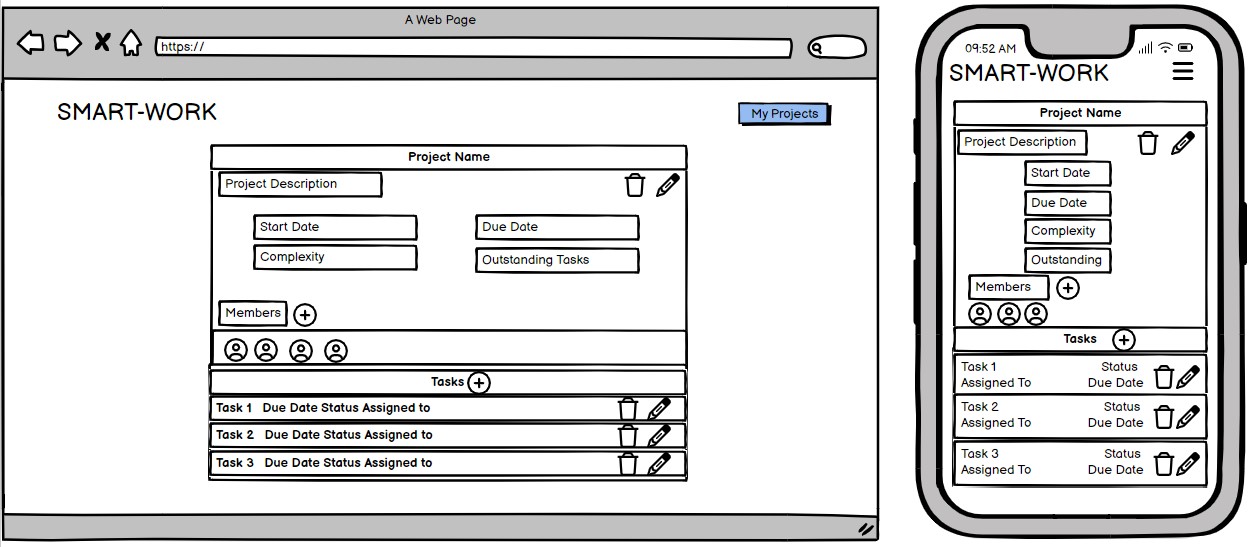 A Web Page
https://
SMART-WORK
My Projects
Project Name
Project Description
Start Date
Due Date
Complexity
Outstanding Tasks
Members
Tasks
Task 1 Due Date Status Assigned to
Task 2 Due Date Status Assigned to
Task 3 Due Date Status Assigned to
09:52 AM
SMART-WORK
Project Name
Project Description
Start Date
Due Date
Complexity
Outstanding
Members
Tasks
Task 1 Status
Assigned To Due Date
Task 2 Status
Assigned To Due Date
Task 3 Status
Assigned To Due Date